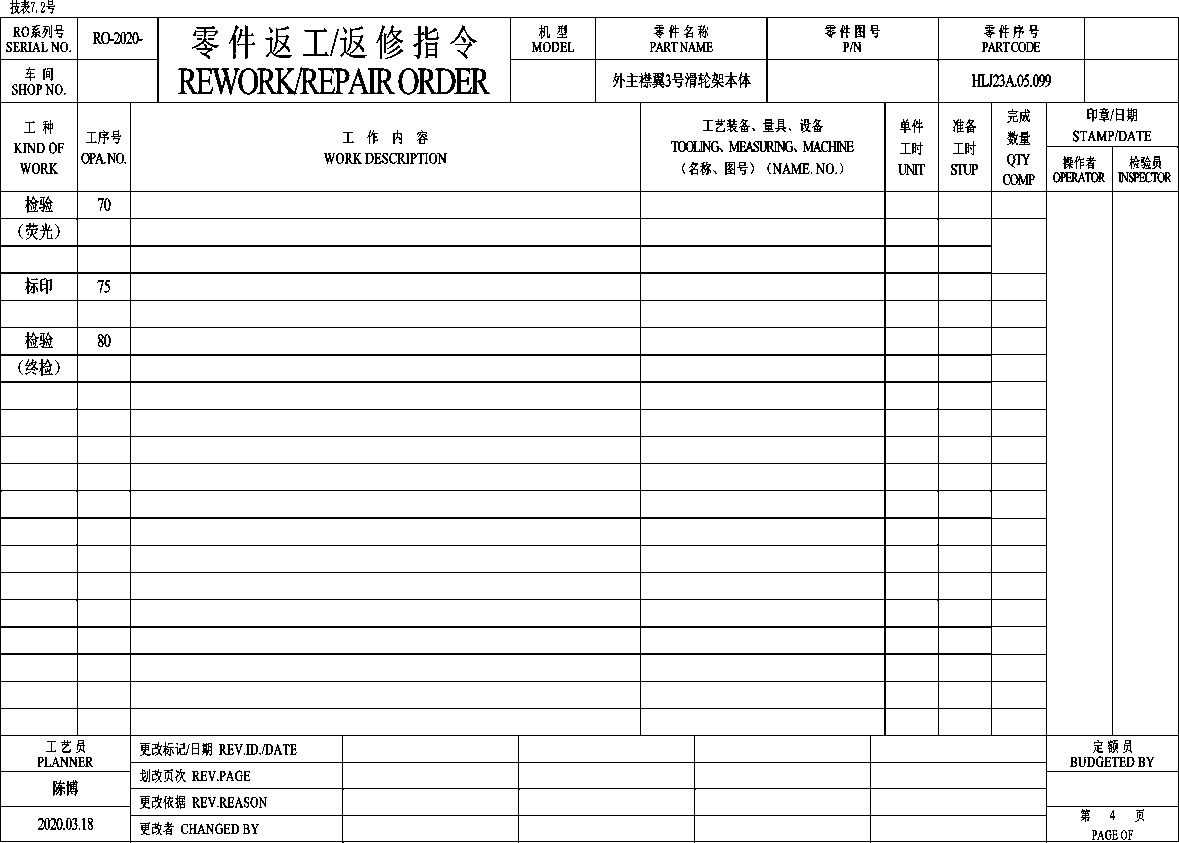 技表7.2号
RO系列号
SERIAL NO.
RO-2020-
零件返工/返修指令
REWORK/REPAIR ORDER
机 型
MODEL
零件名称
PART NAME
零件图号
P/N
零件序号
PART CODE
车 间
SHOP NO.
外主襟翼3号滑轮架本体
HLJ23A.05.099
工 种
KIND OF
WORK
工序号
OPA.NO.
工 作 内 容
WORK DESCRIPTION
工艺装备、量具、设备
TOOLING、MEASURING、MACHINE
（名称、图号）（NAME. NO.）
单件
工时
UNIT
准备
工时
STUP
完成
数量
QTY
COMP
印章/日期
STAMP/DATE
操作者
OPERATOR
检验员
INSPECTOR
检验 70
（荧光）
标印 75
检验 80
（终检）
工艺员
PLANNER
陈博
2020.03.18
更改标记/日期 REV.ID./DATE
划改页次 REV.PAGE
更改依据 REV.REASON
更改者 CHANGED BY
定额员
BUDGETED BY
第 4 页
PAGE OF